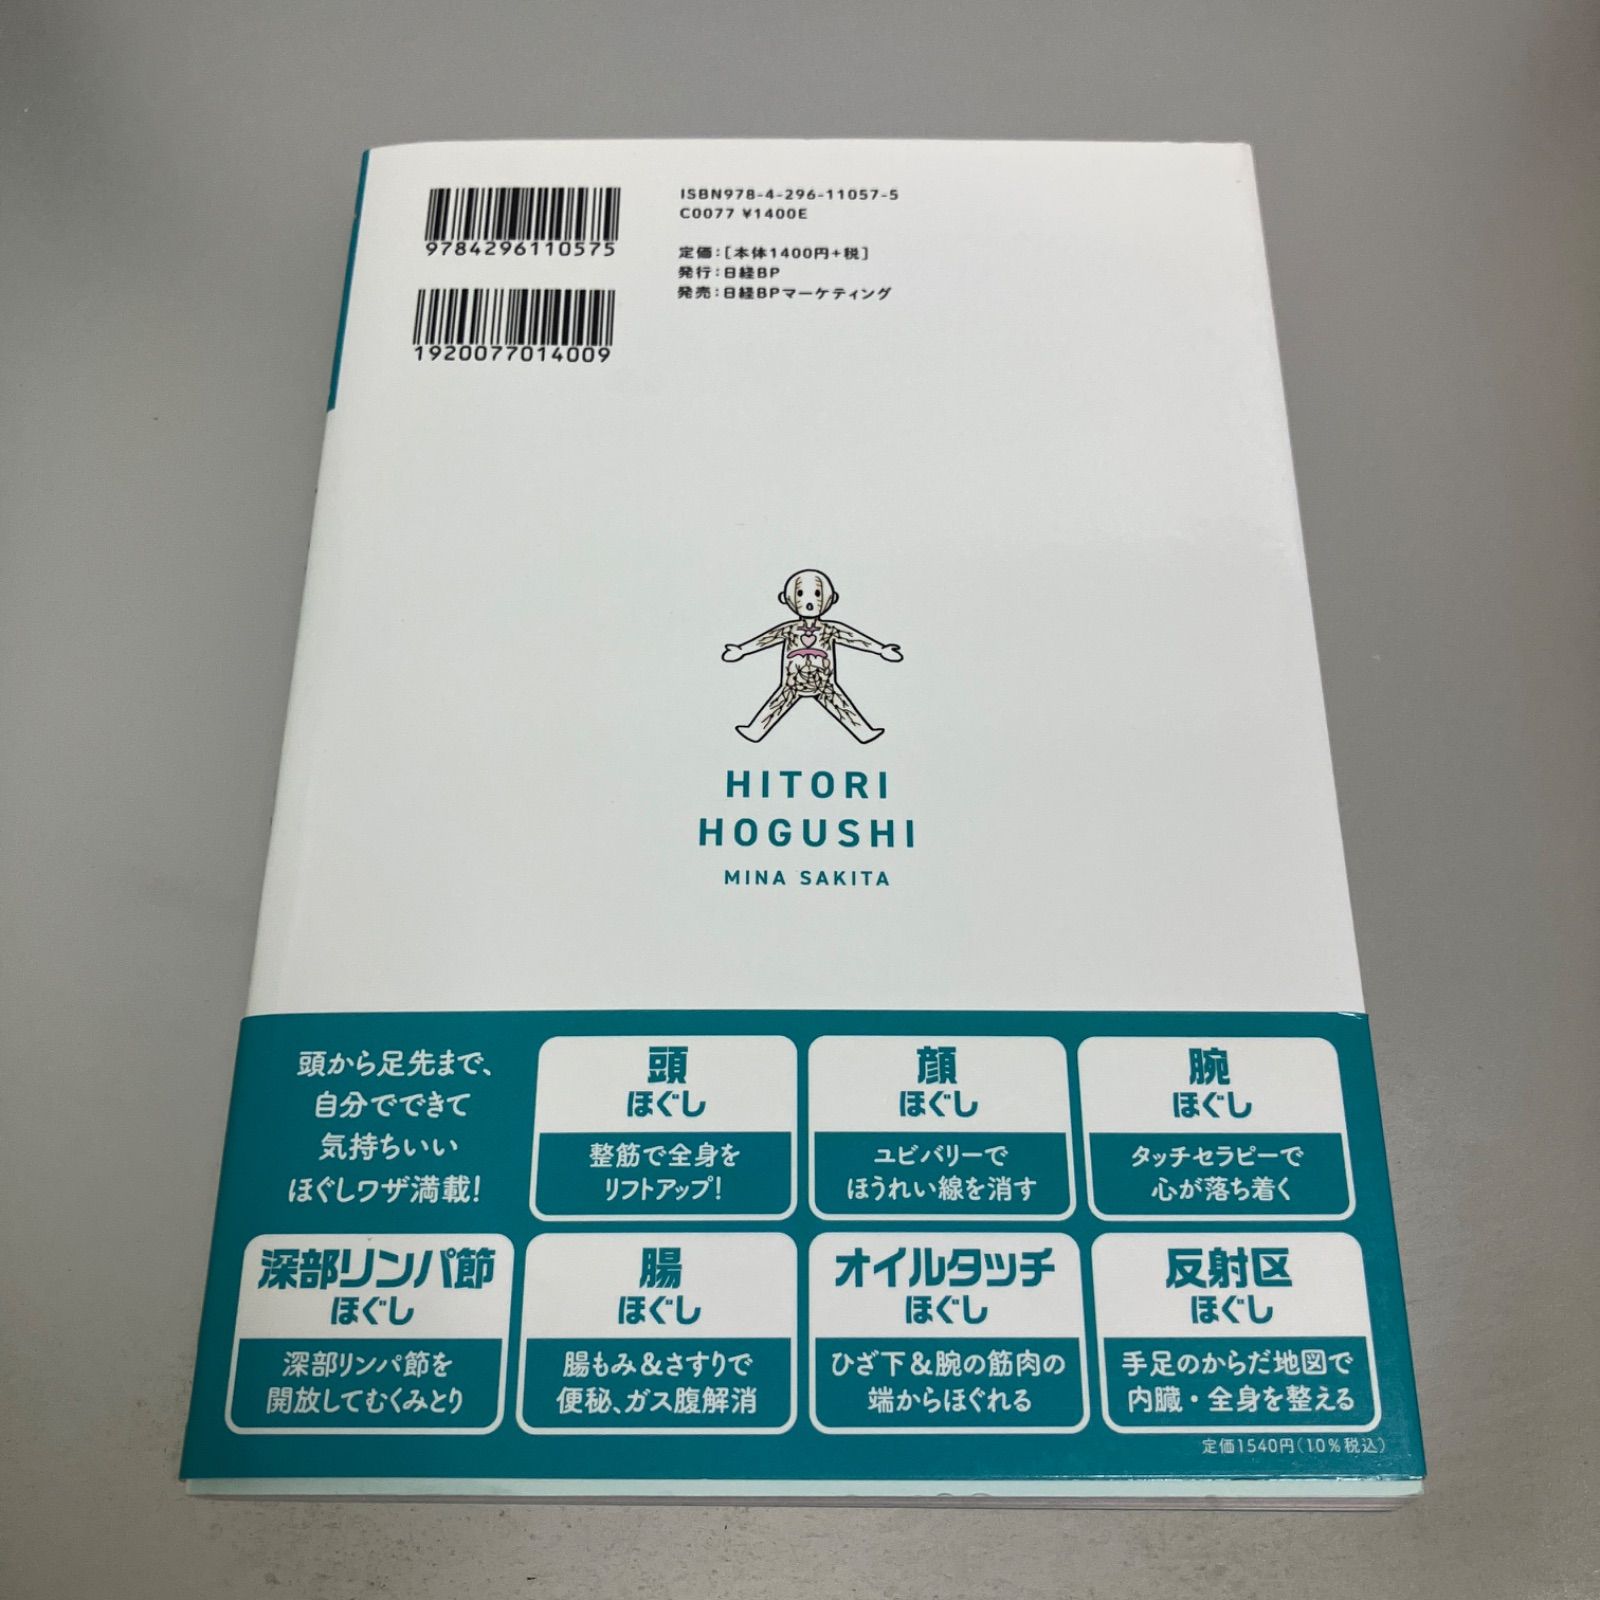 ISBN978-4-296-11057-5
C0077 ¥1400E
9784296110575
定価:[本体1400円+税]
発行:日経BP
発売:日経BPマーケティング
1920077014009
HITORI
HOGUSHI
MINA SAKITA
頭から足先まで、
自分でできて
気持ちいい
ほぐしワザ満載!
頭
ほぐし
整筋で全身を
リフトアップ!
顔
ほぐし
ユビバリーで
ほうれい線を消す
腕
ほぐし
タッチセラピーで
心が落ち着く
深部リンパ節
ほぐし
深部リンパ節を
開放してむくみとり
腸
ほぐし
腸もみ&さすりで
便秘、ガス腹解消
オイルタッチ
ほぐし
ひざ下&腕の筋肉の
端からほぐれる
反射区
ほぐし
手足のからだ地図で
内臓・全身を整える
定価1540円(10%税込)